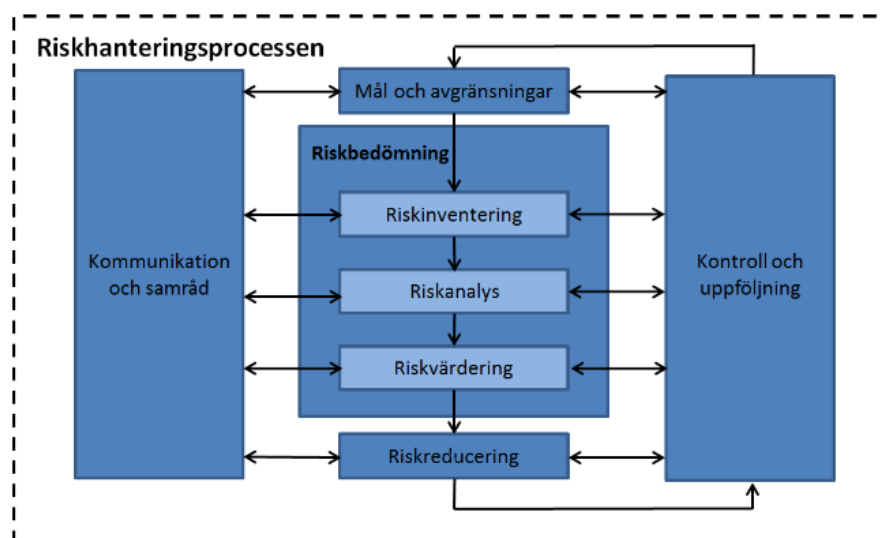 Riskhanteringsprocessen
Mål och avgränsningar
Riskbedömning
Riskinventering
Kommunikation
och samråd
Riskanalys
Kontroll och
uppföljning
Riskvärdering
Riskreducering